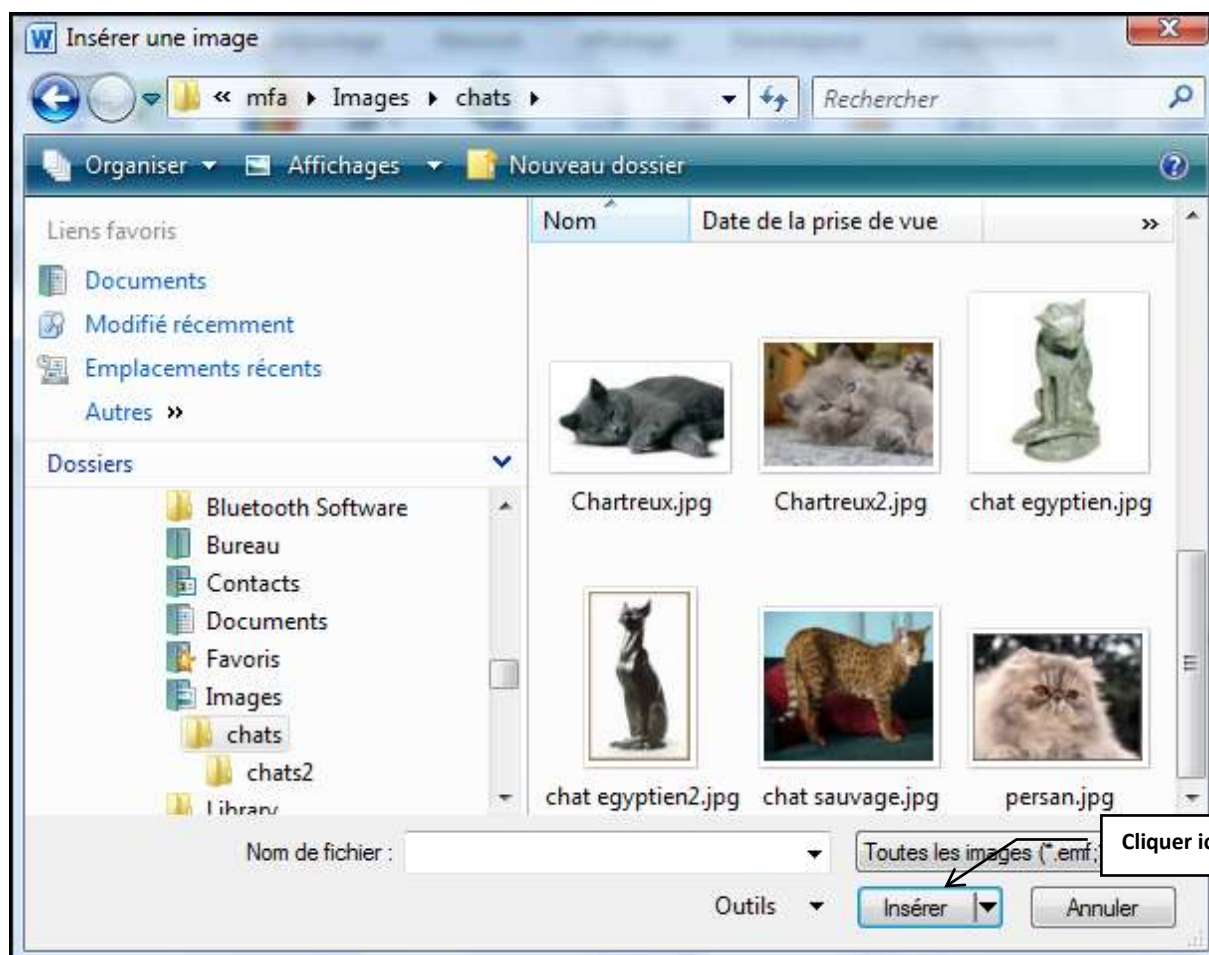 Insérer une image
« mfa Images chats
Rechercher
Organiser Affichages Nouveau dossier
Liens favoris
Documents
Modifié récemment
Emplacements récents
Autres »
Dossiers
Bluetooth Software
Bureau
Contacts
Documents
Favoris
Images
chats
chats2
Library
Nom Date de la prise de vue »
Chartreux.jpg Chartreux2.jpg chat egyptien.jpg
chat egyptien2.jpg chat sauvage.jpg persan.jpg
Nom de fichier :
Toutes les images (*.emf;
Cliquer ic
Outils Insérer Annuler